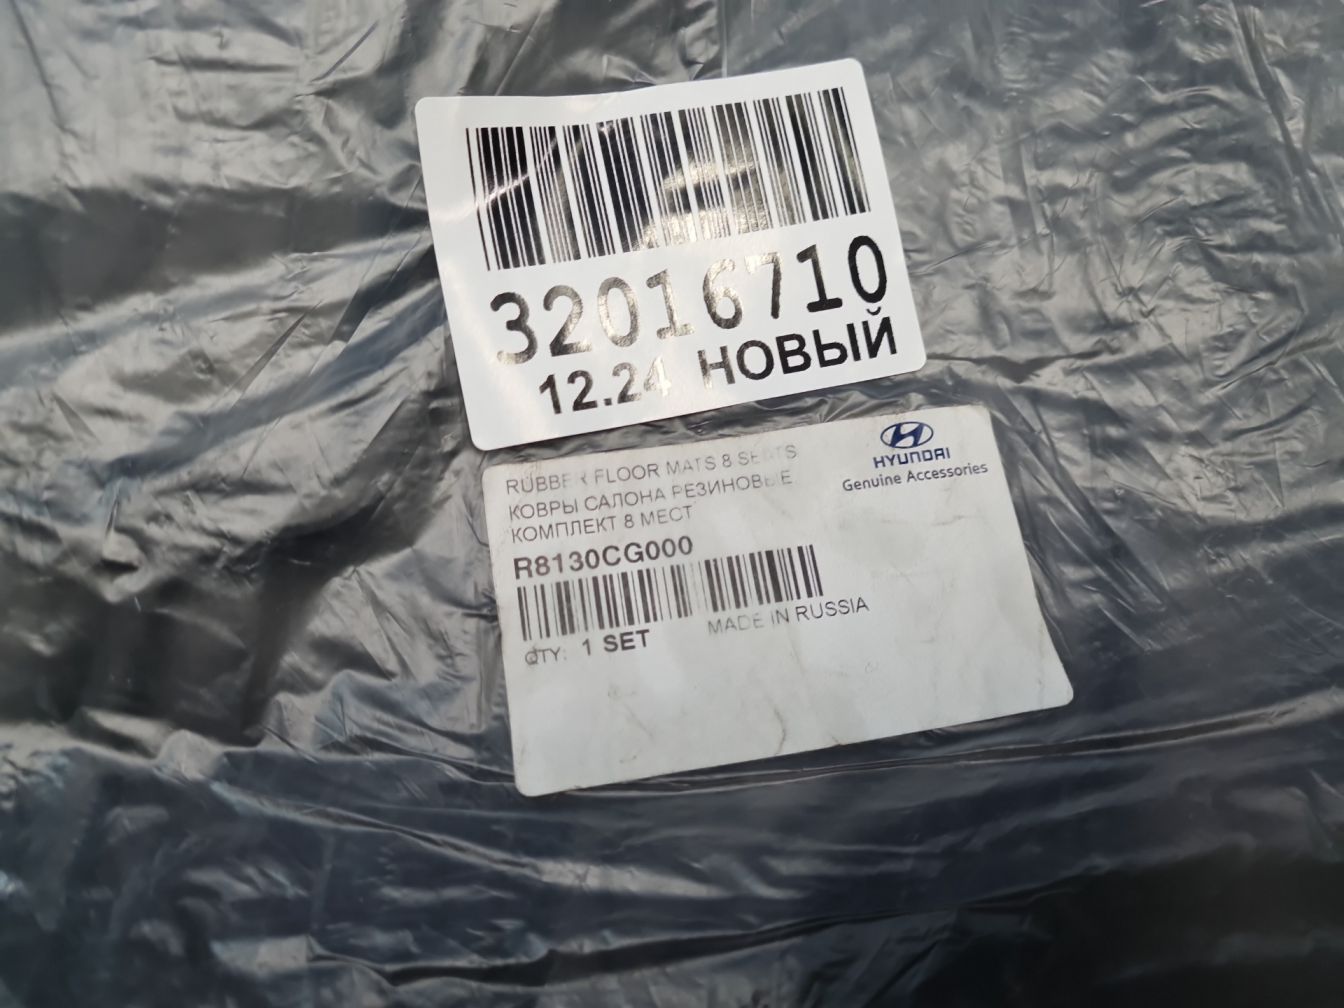 32016710
12.24 НОВЫЙ
HYUNDAI
Genuine Accessories
RUBBER FLOOR MATS 8 SEATS
КОВРЫ САЛОНА РЕЗИНОВЫЕ
КОМПЛЕКТ 8 МЕСТ
R8130CG000
QTY: 1 SET MADE IN RUSSIA